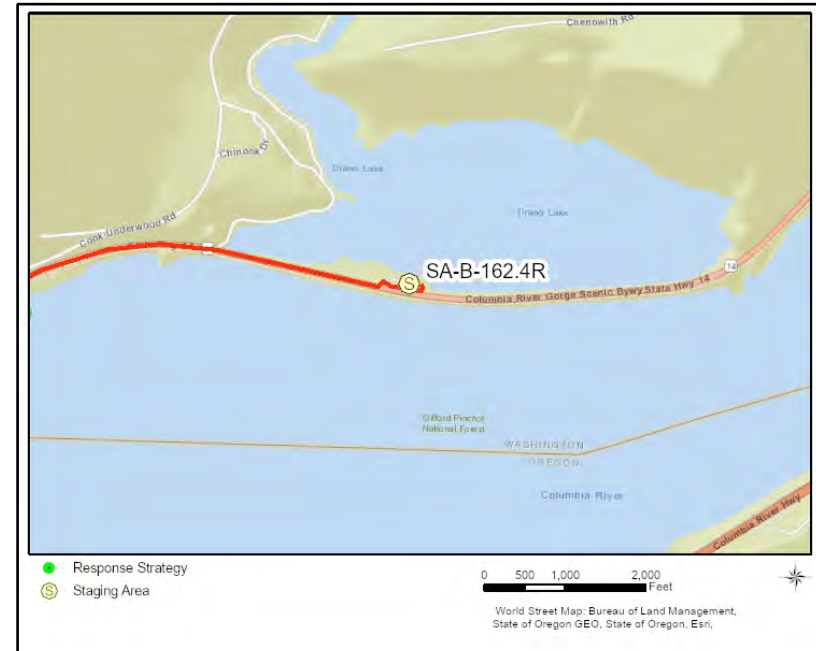 Chenowith Rd
Chinook Dr
Drano Lake
Drano Lake
Cook-Underwood Rd
14
S
SA-B-162.4R
14
Columbia River Gorge Scenic Bywy State Hwy 14
Gifford Pinchot
National Forest
WASHINGTON
OREGON
Columbia River
Columbia River Hwy
Response Strategy
S Staging Area
0 500 1,000 2,000
Feet
World Street Map: Bureau of Land Management,
State of Oregon GEO, State of Oregon, Esri,